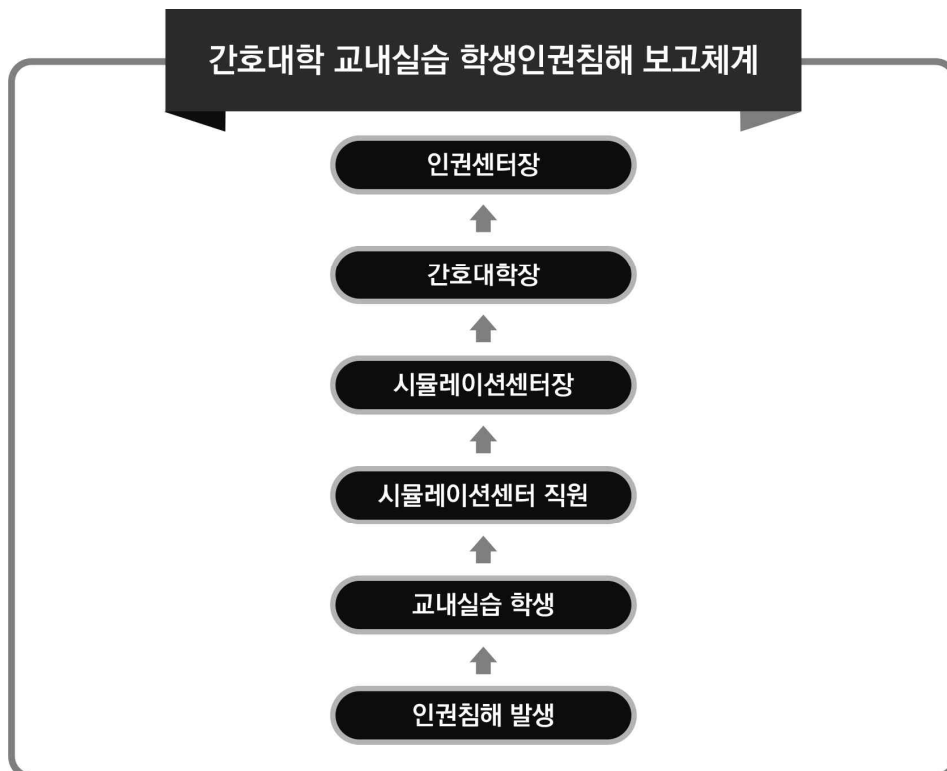 간호대학 교내실습 학생인권침해 보고체계
인권센터장
간호대학장
시뮬레이션센터장
시뮬레이션센터 직원
교내실습 학생
인권침해 발생